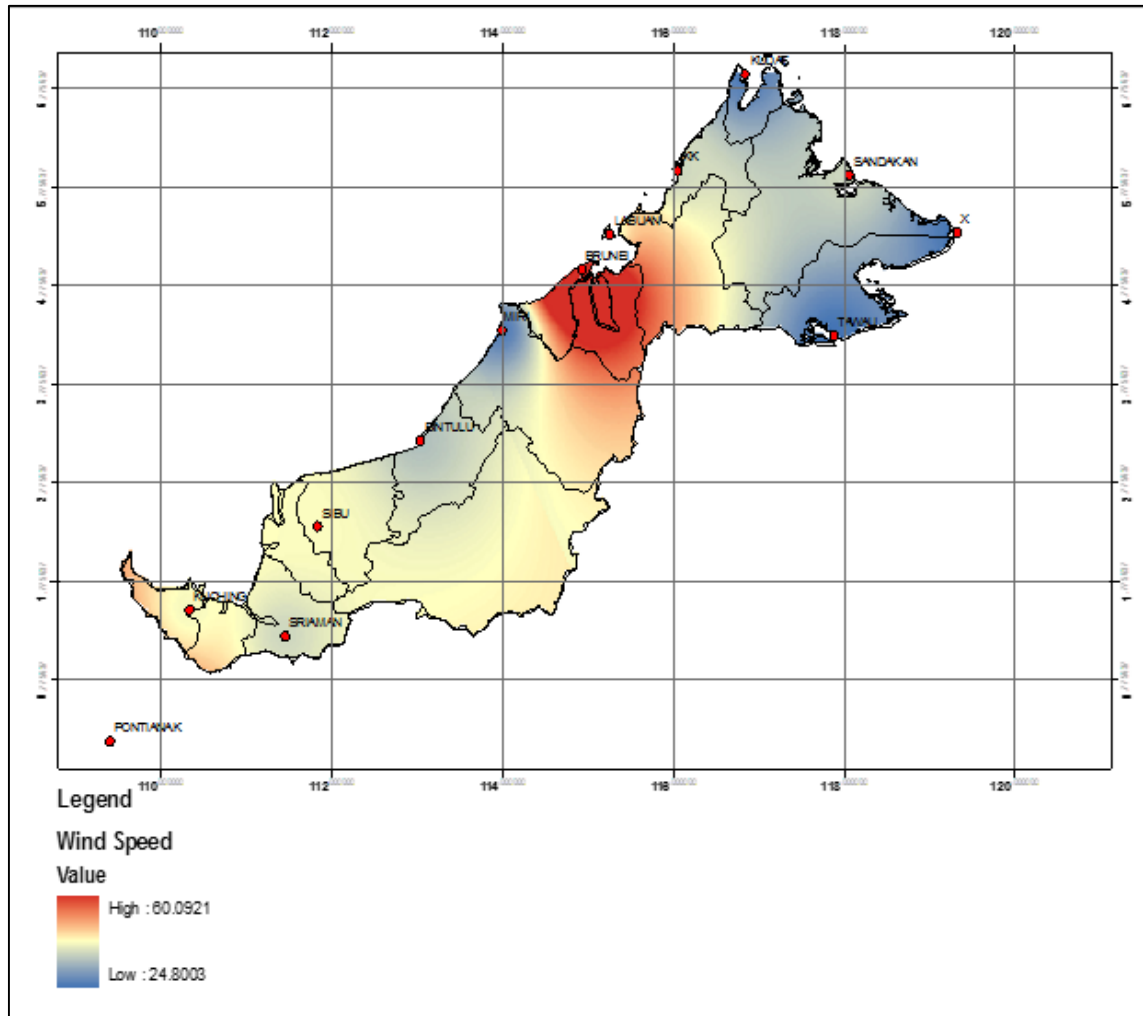 110 112 114 116 118 120
KUDAT
KK
SANDAKAN
X
LABUAN
BRUNEI
MIRI
TAWAU
BINTULU
SIBU
KUCHING
SRIAMAN
PONTIANAK
110 112 114 116 118 120
Legend
Wind Speed
Value
High : 60.0921
Low : 24.8003